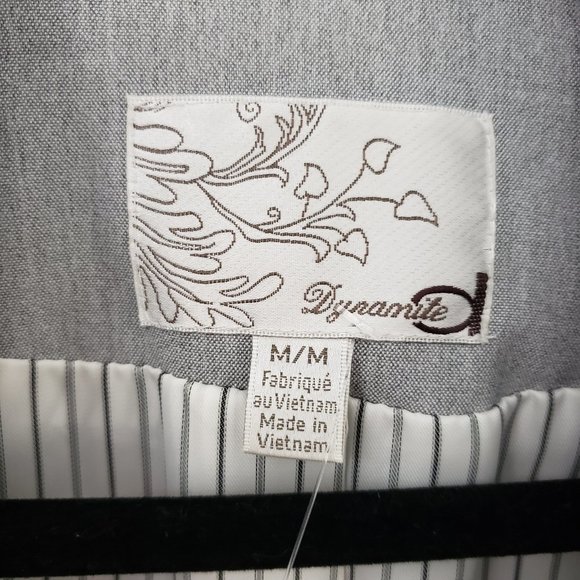 Dynamite
M/M
Fabriqué
au Vietnam
Made in
Vietnam